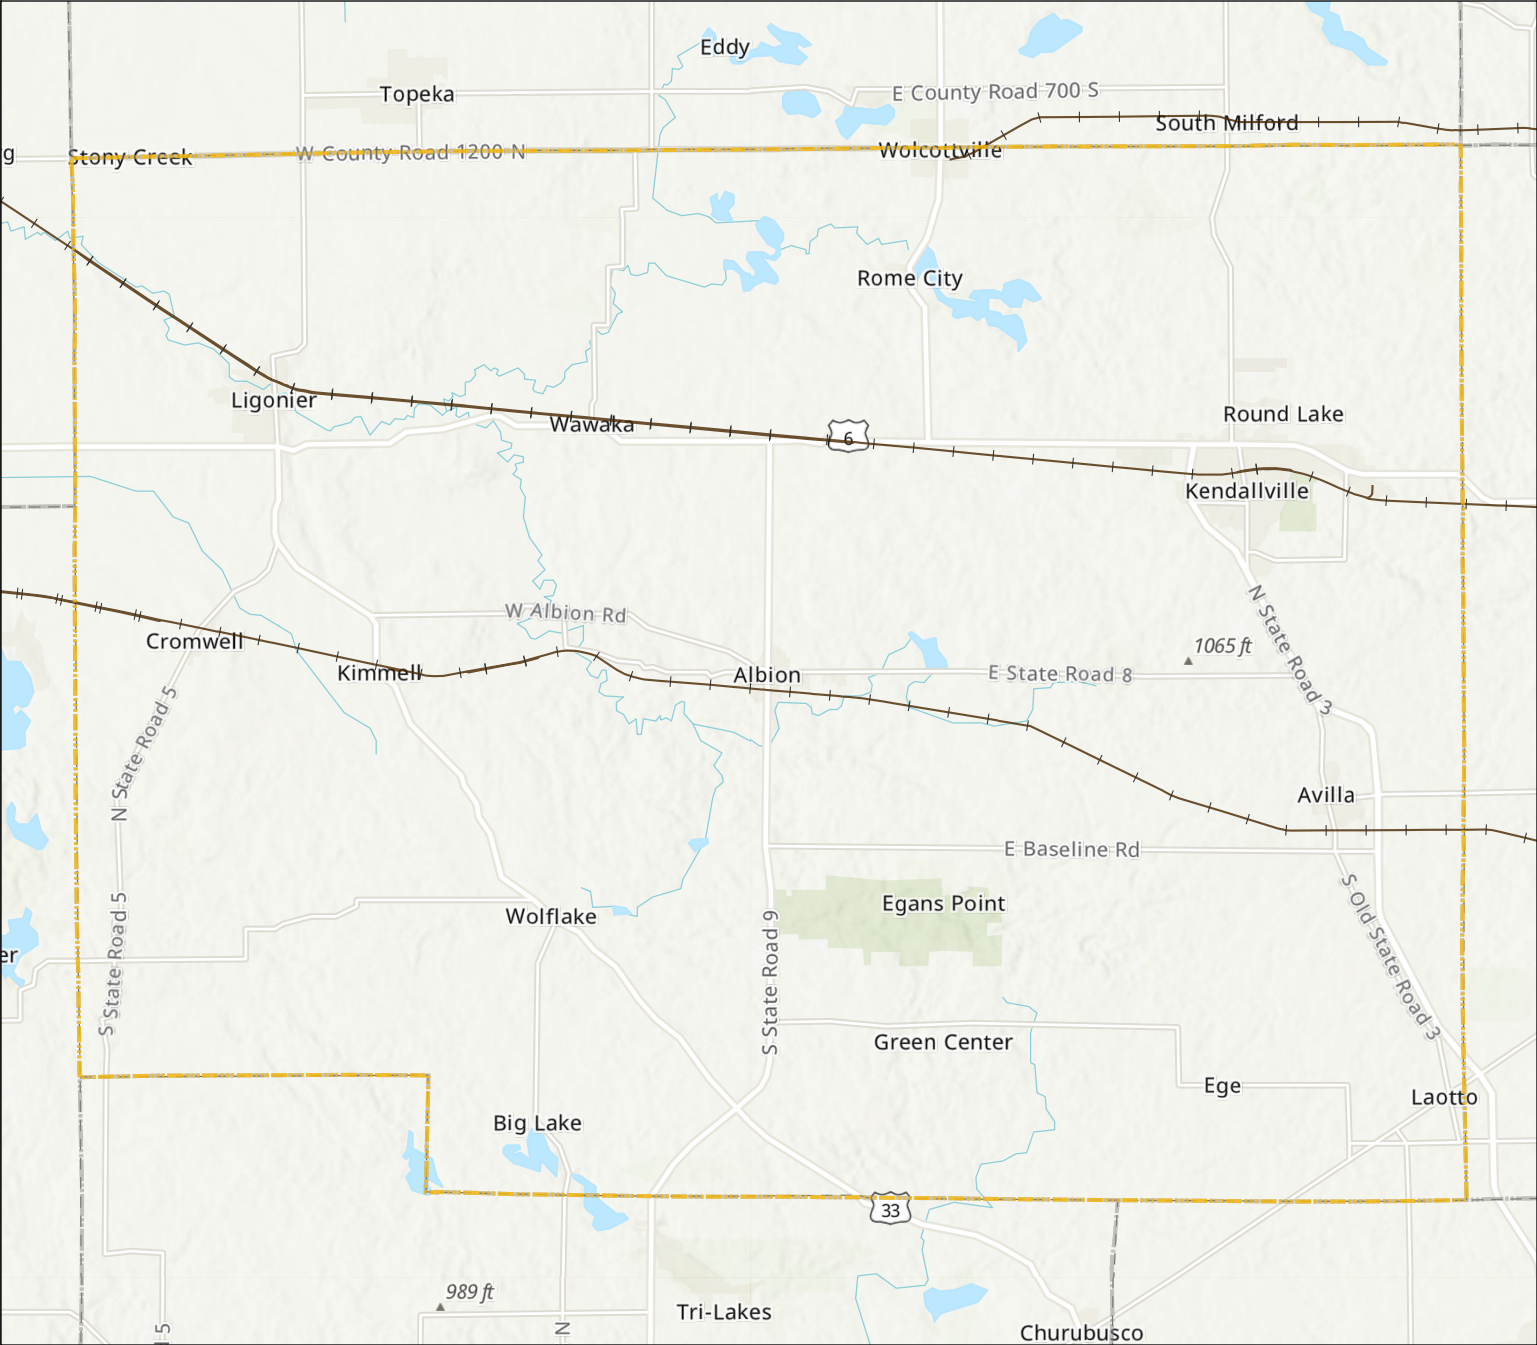 Eddy
Topeka
E County Road 700 S
South Milford
g
Stony Creek
W County Road 1200 N
Wolcottville
Rome City
Ligonier
Wawaka
6
Round Lake
Kendallville
N State Road 3
W Albion Rd
Cromwell
Kimmell
Albion
E State Road 8
1065 ft
N State Road 5
Avilla
E Baseline Rd
Wolflake
Egans Point
S State Road 5
S State Road 9
S Old State Road 3
er
Green Center
Ege
Laotto
Big Lake
33
989 ft
Tri-Lakes
5
N
Churubusco